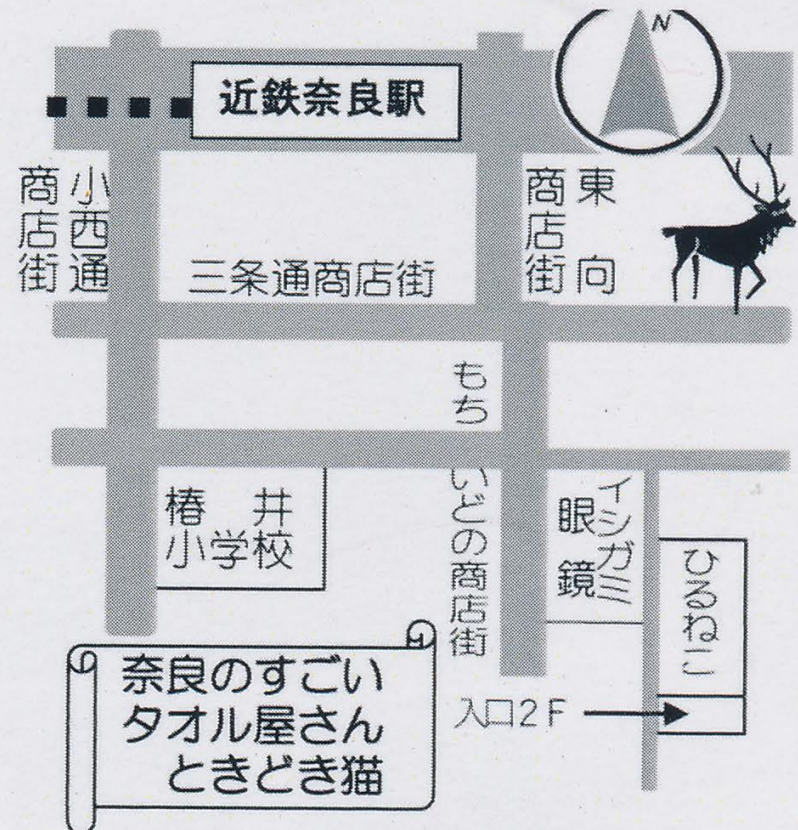 N
近鉄奈良駅
小西通
商店街
東向
商店街
三条通商店街
もちいどの商店街
椿井
小学校
イシガミ
眼鏡
ひるねこ
入口2F
奈良のすごい
タオル屋さん
ときどき猫